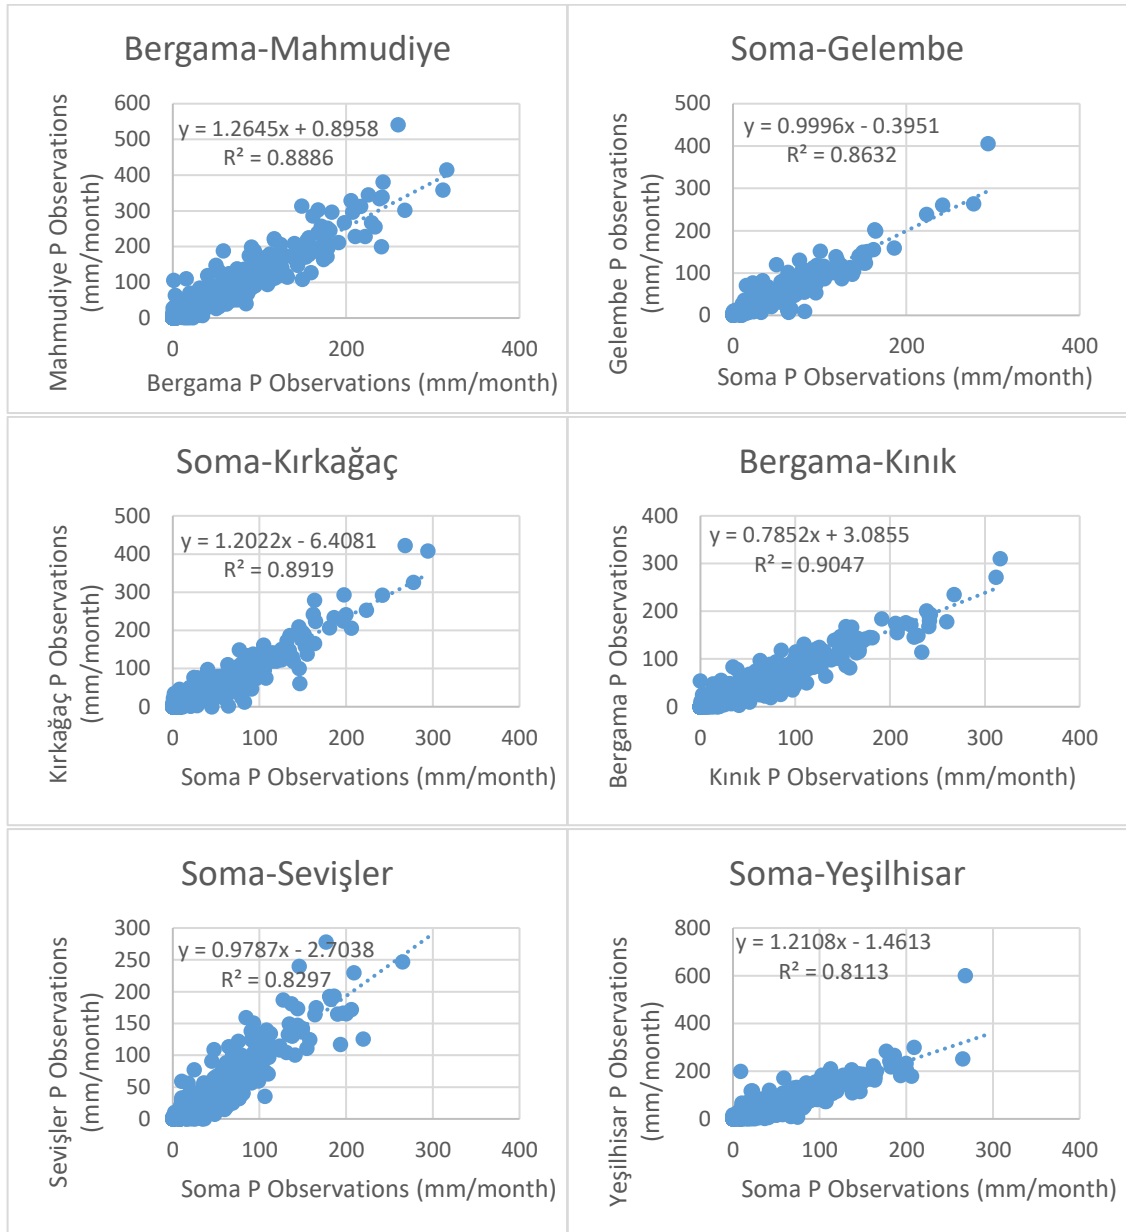 Bergama-Mahmudiye
Mahmudiye P Observations
(mm/month)
600
500
400
300
200
100
0
y = 1.2645x + 0.8958
R² = 0.8886
0 200 400
Bergama P Observations (mm/month)
Soma-Gelembe
Gelembe P observations
(mm/month)
500
400
300
200
100
0
y = 0.9996x - 0.3951
R² = 0.8632
0 200 400
Soma P Observations (mm/month)
Soma-Kırkağaç
Kırkağaç P Observations
(mm/month)
500
400
300
200
100
0
y = 1.2022x - 6.4081
R² = 0.8919
0 100 200 300 400
Soma P Observations (mm/month)
Bergama-Kınık
Bergama P Observations
(mm/month)
400
300
200
100
0
y = 0.7852x + 3.0855
R² = 0.9047
0 100 200 300 400
Kınık P Observations (mm/month)
Soma-Sevişler
Sevişler P Observations
(mm/month)
300
250
200
150
100
50
0
y = 0.9787x - 2.7038
R² = 0.8297
0 100 200 300 400
Soma P Observations (mm/month)
Soma-Yeşilhisar
Yeşilhisar P Observations
(mm/month)
800
600
400
200
0
y = 1.2108x - 1.4613
R² = 0.8113
0 100 200 300 400
Soma P Observations (mm/month)